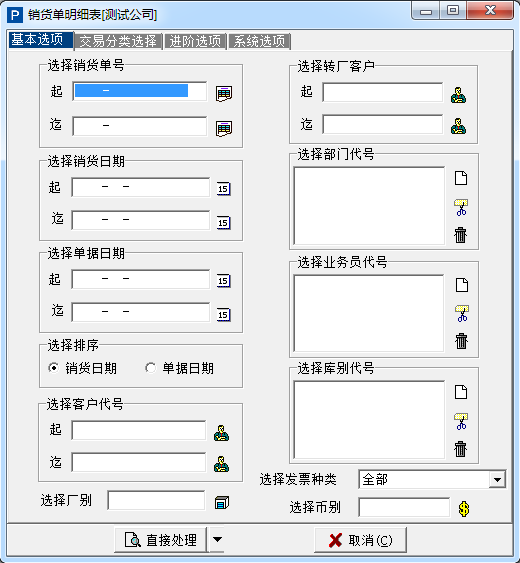 P 销货单明细表[测试公司]
基本选项 交易分类选择 进阶选项 系统选项
选择销货单号
起 -
迄 -
选择销货日期
起 - -
迄 - -
选择单据日期
起 - -
迄 - -
选择排序
销货日期 单据日期
选择客户代号
起
迄
选择厂别
选择转厂客户
起
迄
选择部门代号
选择业务员代号
选择库别代号
选择发票种类 全部
选择币别
直接处理 取消(C)
15
15
15
15